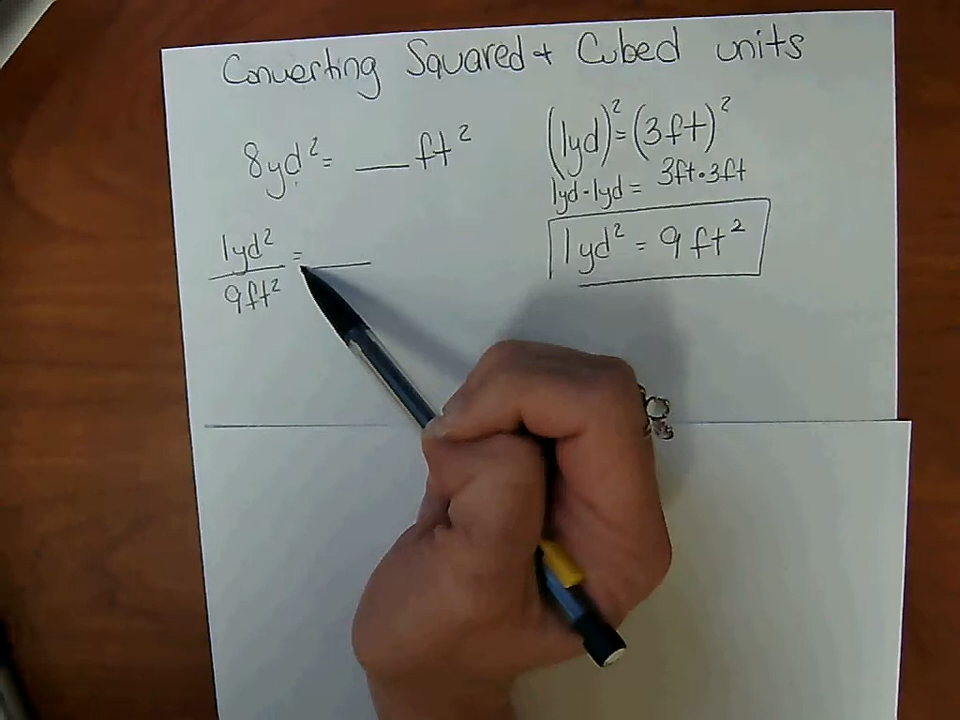 Converting Squared + Cubed units
8yd² = ___ ft²
(1yd)² = (3ft)²
1yd · 1yd = 3ft · 3ft
1yd² = 9ft²
1yd² = ___
9ft²